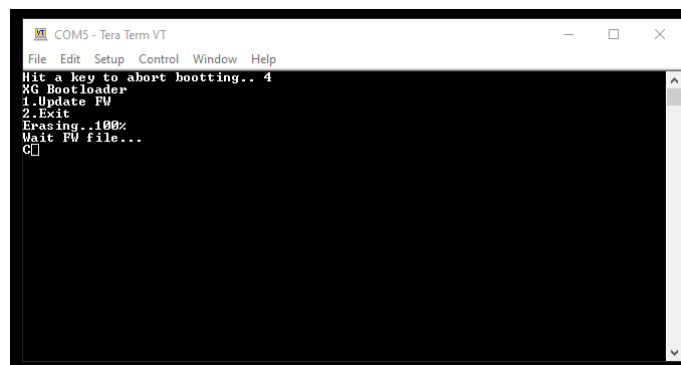 COM5 - Tera Term VT
File Edit Setup Control Window Help
Hit a key to abort bootting.. 4
XG Bootloader
1.Update FW
2.Exit
Erasing..100%
Wait FW file...
C